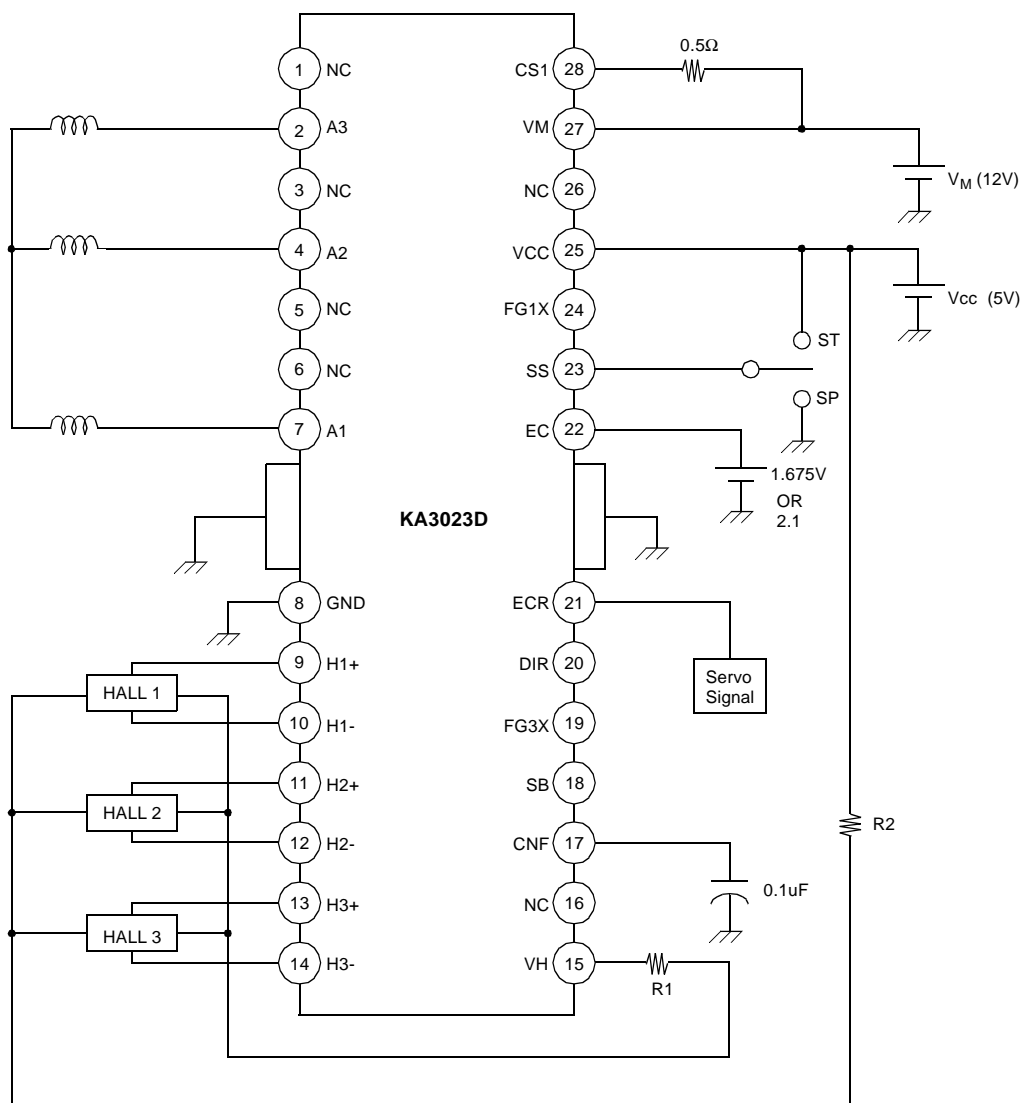 0.5Ω
1 NC
CS1 28
2 A3
VM 27
3 NC
NC 26
V_M (12V)
4 A2
VCC 25
5 NC
FG1X 24
Vcc (5V)
ST
6 NC
SS 23
SP
7 A1
EC 22
1.675V
OR
2.1
KA3023D
8 GND
ECR 21
9 H1+
DIR 20
HALL 1
Servo
Signal
10 H1-
FG3X 19
11 H2+
SB 18
HALL 2
R2
12 H2-
CNF 17
0.1uF
13 H3+
NC 16
HALL 3
14 H3-
VH 15
R1